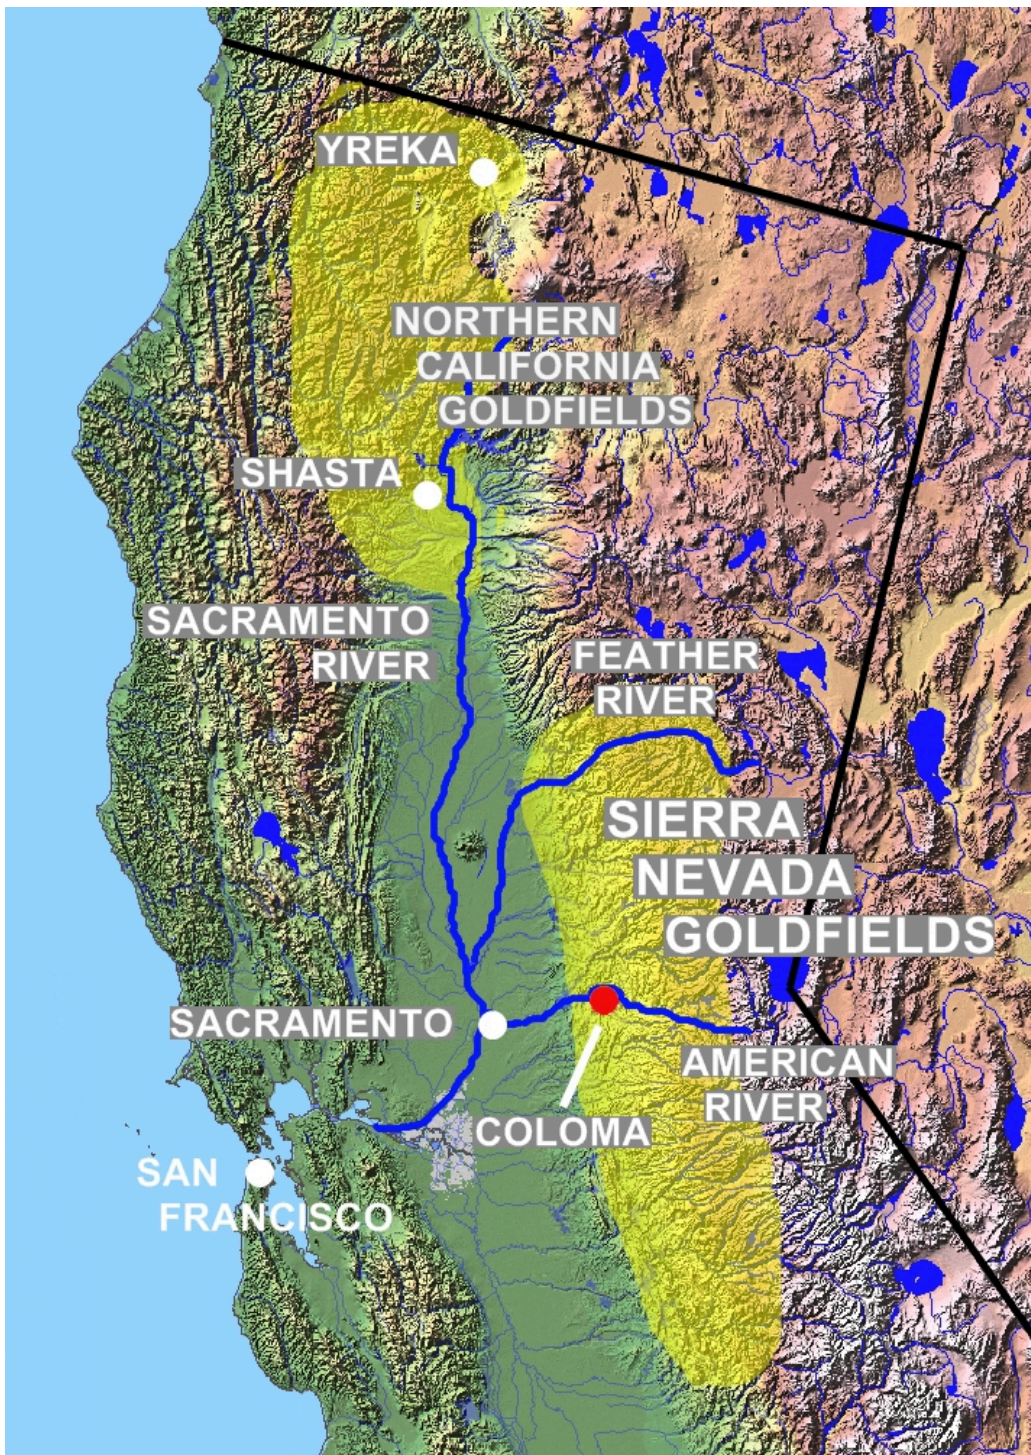 YREKA
NORTHERN
CALIFORNIA
GOLDFIELDS
SHASTA
SACRAMENTO
RIVER
FEATHER
RIVER
SIERRA
NEVADA
GOLDFIELDS
SACRAMENTO
AMERICAN
RIVER
COLOMA
SAN
FRANCISCO